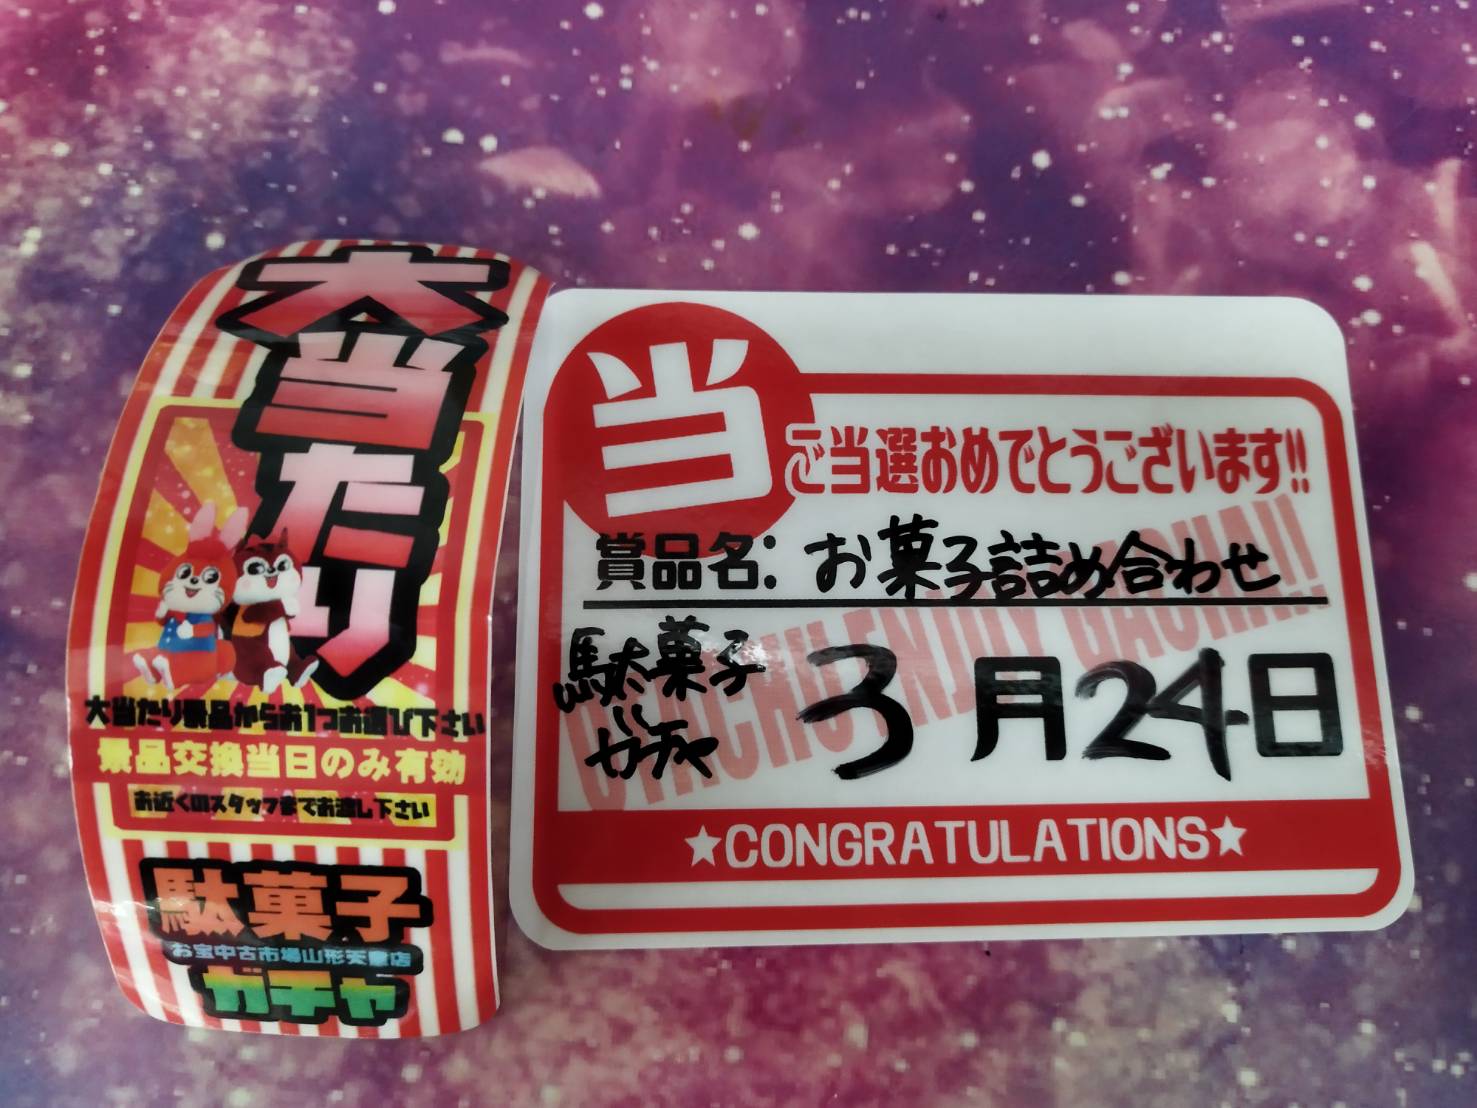 大当たり
大当たり景品からお1つお選び下さい
景品交換当日のみ有効
お近くのスタッフまでお渡し下さい
駄菓子
お宝中古市場山形天童店
ガチャ
当
ご当選おめでとうございます!!
賞品名: お菓子詰め合わせ
駄菓子
ガチャ
3月24日
ENJOY GACHA!!
★CONGRATULATIONS★